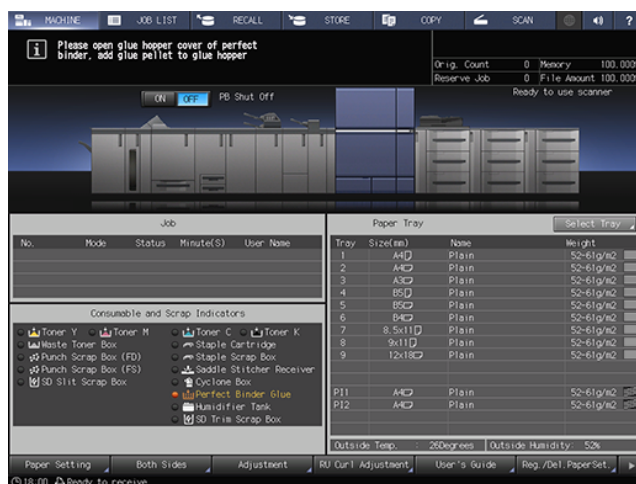 MACHINE JOB LIST RECALL STORE COPY SCAN ?
Please open glue hopper cover of perfect
binder, add glue pellet to glue hopper
Orig. Count 0 Memory 100.000%
Reserve Job 0 File Amount 100.000%
Ready to use scanner
ON OFF PB Shut Off
Job
No. Mode Status Minute(S) User Name
Paper Tray Select Tray
Tray Size(mm) Name Weight
1 A4 Plain 52-61g/m2
2 A4 Plain 52-61g/m2
3 A3 Plain 52-61g/m2
4 B5 Plain 52-61g/m2
5 B5 Plain 52-61g/m2
6 B4 Plain 52-61g/m2
7 8.5x11 Plain 52-61g/m2
8 9x11 Plain 52-61g/m2
9 12x18 Plain 52-61g/m2
PI1 A4 Plain 52-61g/m2
PI2 A4 Plain 52-61g/m2
Consumable and Scrap Indicators
Toner Y Toner M Toner C Toner K
Waste Toner Box Staple Cartridge
Punch Scrap Box (FD) Staple Scrap Box
Punch Scrap Box (FS) Saddle Stitcher Receiver
SD Slit Scrap Box Cyclone Box
Perfect Binder Glue
Humidifier Tank
SD Trim Scrap Box
Outside Temp. : 26Degrees Outside Humidity: 52%
Paper Setting Both Sides Adjustment RU Curl Adjustment User's Guide Reg./Del.PaperSet.
18:00 Ready to receive